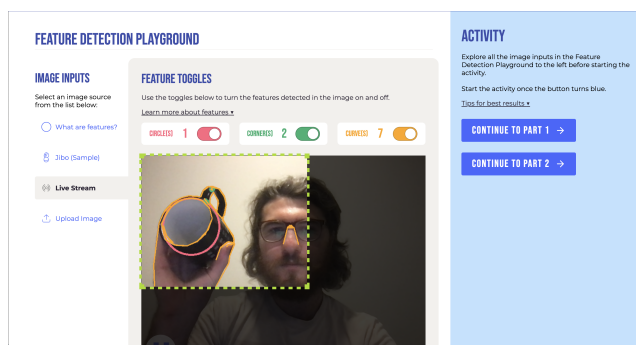 FEATURE DETECTION PLAYGROUND
IMAGE INPUTS
Select an image source
from the list below:
What are features?
Jibo (Sample)
Live Stream
Upload Image
FEATURE TOGGLES
Use the toggles below to turn the features detected in the image on and off.
Learn more about features ▾
CIRCLE(S) 1
CORNER(S) 2
CURVE(S) 7
ACTIVITY
Explore all the image inputs in the Feature
Detection Playground to the left before starting the
activity.
Start the activity once the button turns blue.
Tips for best results ▾
CONTINUE TO PART 1 →
CONTINUE TO PART 2 →